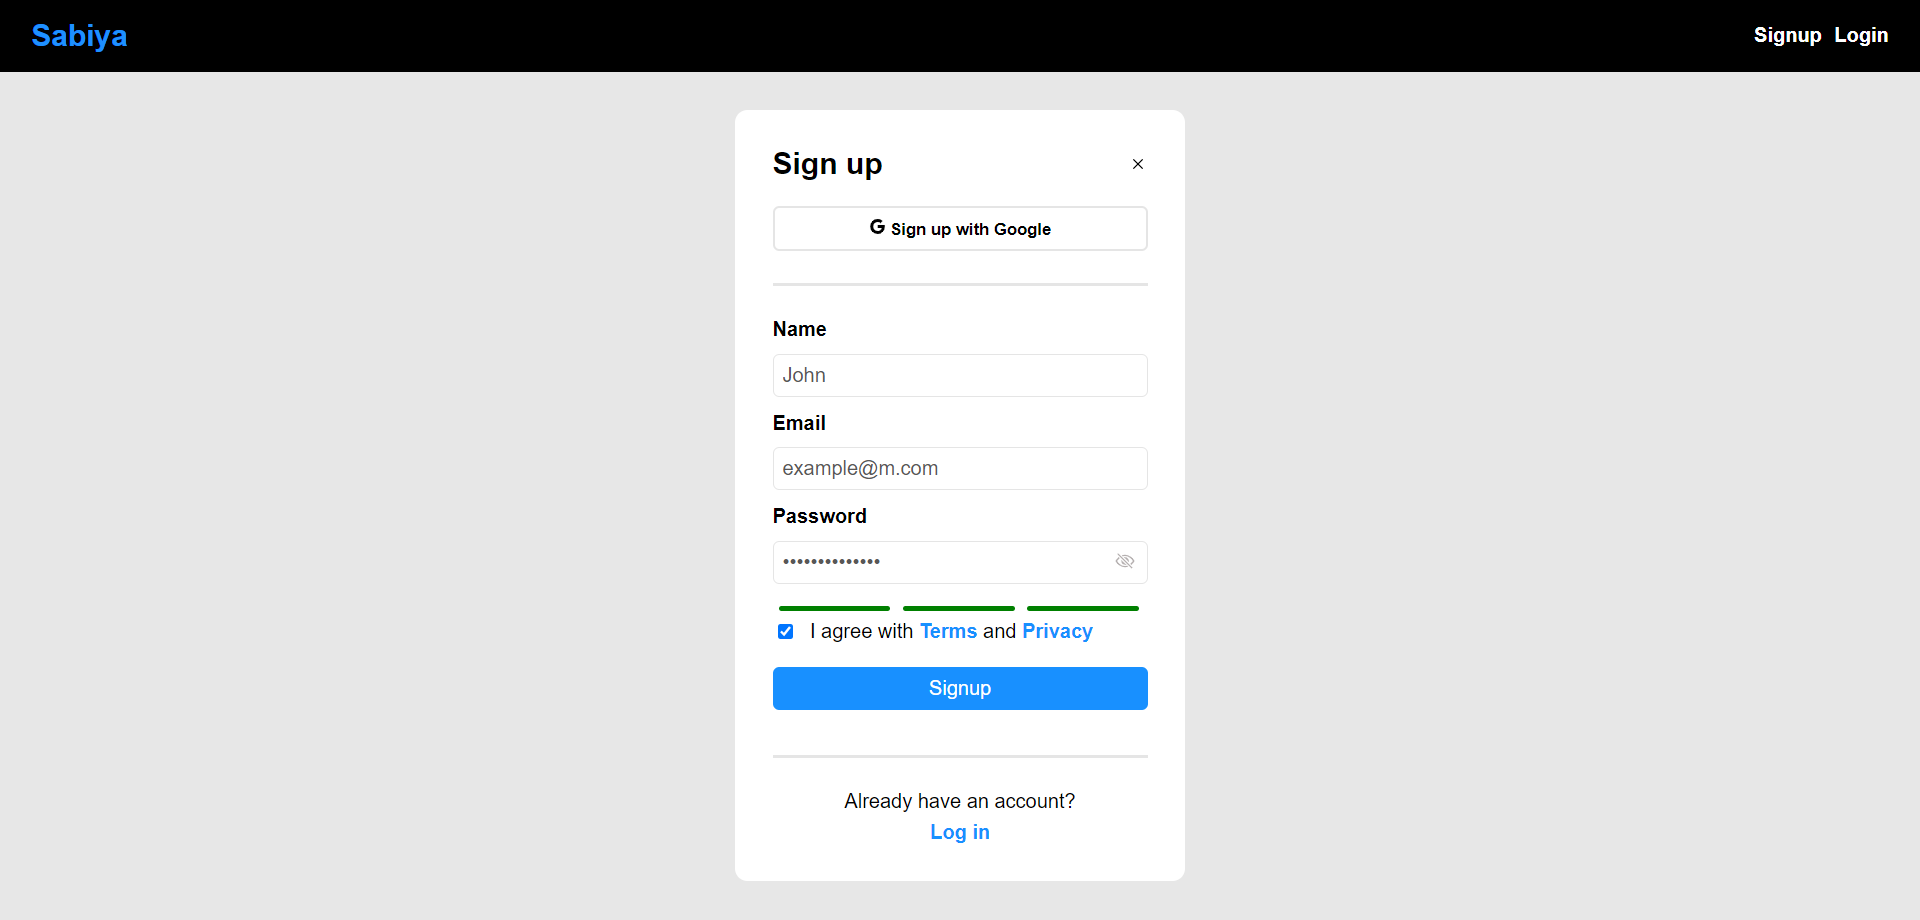 Sabiya
Signup Login
Sign up
Sign up with Google
Name
John
Email
example@m.com
Password
••••••••••••••
I agree with Terms and Privacy
Signup
Already have an account?
Log in